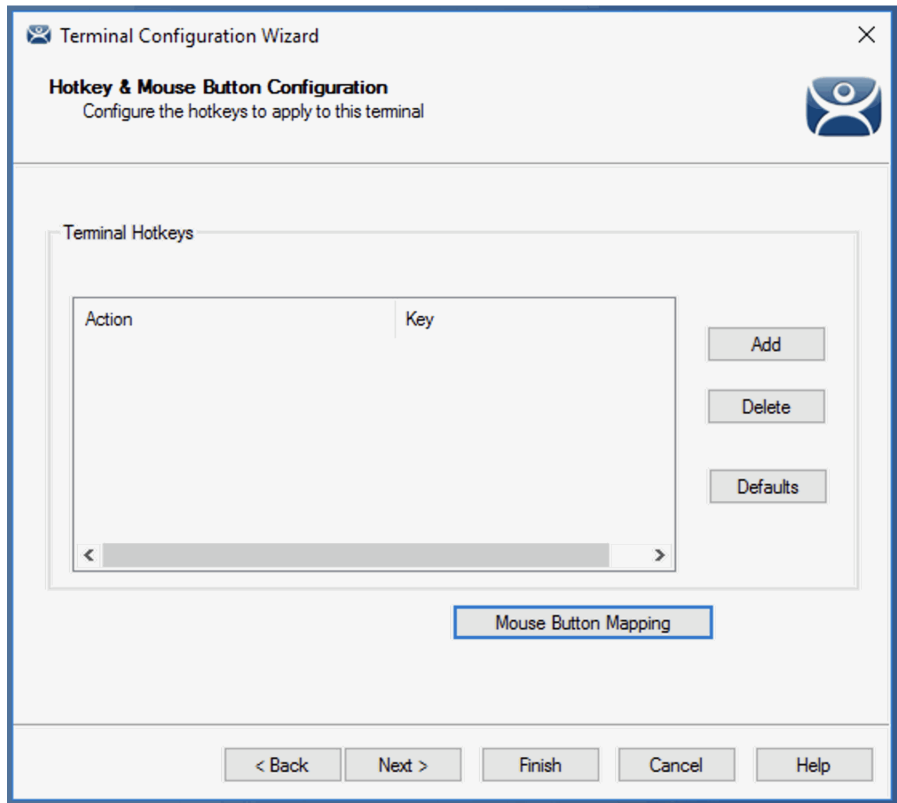 Terminal Configuration Wizard
Hotkey & Mouse Button Configuration
Configure the hotkeys to apply to this terminal
Terminal Hotkeys
Action Key
Add
Delete
Defaults
Mouse Button Mapping
< Back Next > Finish Cancel Help